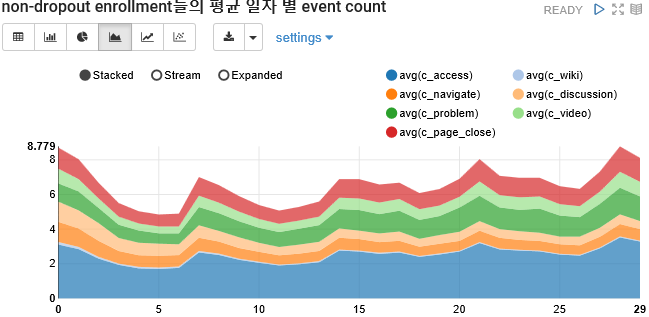 non-dropout enrollment들의 평균 일자 별 event count
READY
settings
Stacked Stream Expanded
avg(c_access) avg(c_wiki)
avg(c_navigate) avg(c_discussion)
avg(c_problem) avg(c_video)
avg(c_page_close)
8.779
8
6
4
2
0
0 5 10 15 20 25 29